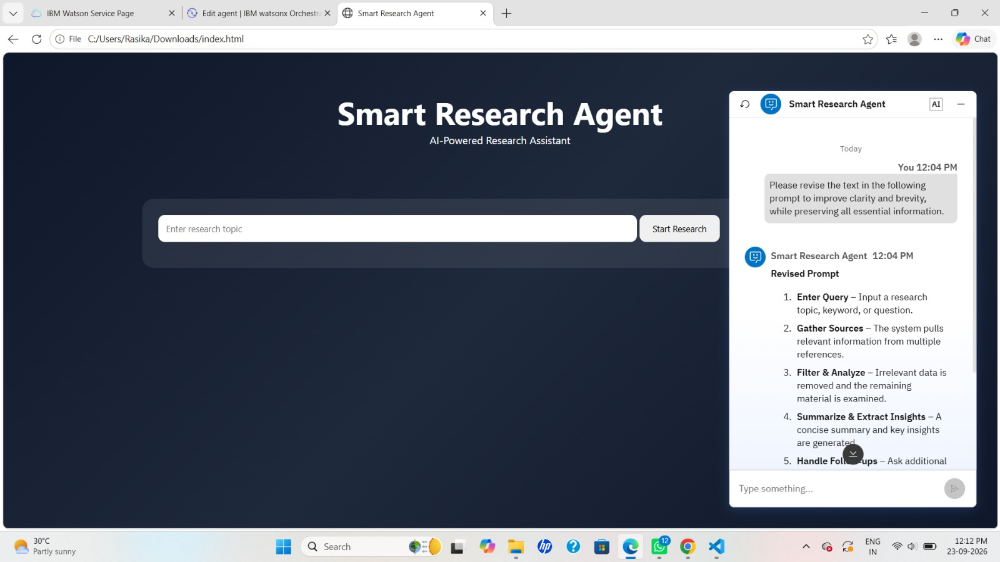 IBM Watson Service Page
Edit agent | IBM watsonx Orchestra
Smart Research Agent
File C:/Users/Rasika/Downloads/index.html
Chat
Smart Research Agent
AI-Powered Research Assistant
Enter research topic
Start Research
Smart Research Agent
AI
Today
You 12:04 PM
Please revise the text in the following
prompt to improve clarity and brevity,
while preserving all essential information.
Smart Research Agent 12:04 PM
Revised Prompt
1. Enter Query – Input a research
topic, keyword, or question.
2. Gather Sources – The system pulls
relevant information from multiple
references.
3. Filter & Analyze – Irrelevant data is
removed and the remaining
material is examined.
4. Summarize & Extract Insights – A
concise summary and key insights
are generated
5. Handle Foll -ups – Ask additional
Type something...
30°C
Partly sunny
Search
hp
12
ENG
IN
12:12 PM
23-09-2026